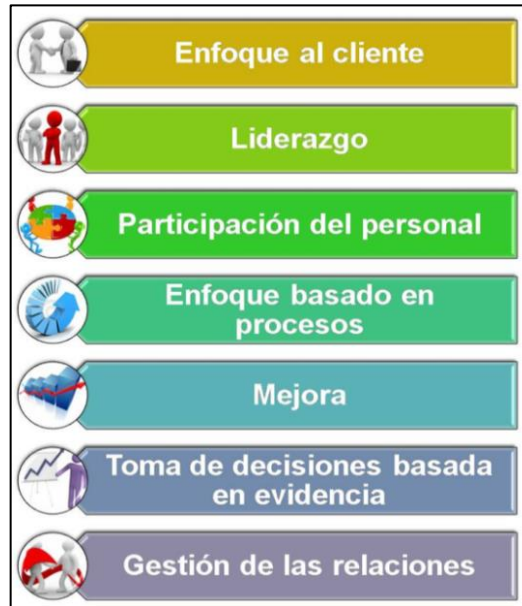 Enfoque al cliente
Liderazgo
Participación del personal
Enfoque basado en
procesos
Mejora
Toma de decisiones basada
en evidencia
Gestión de las relaciones